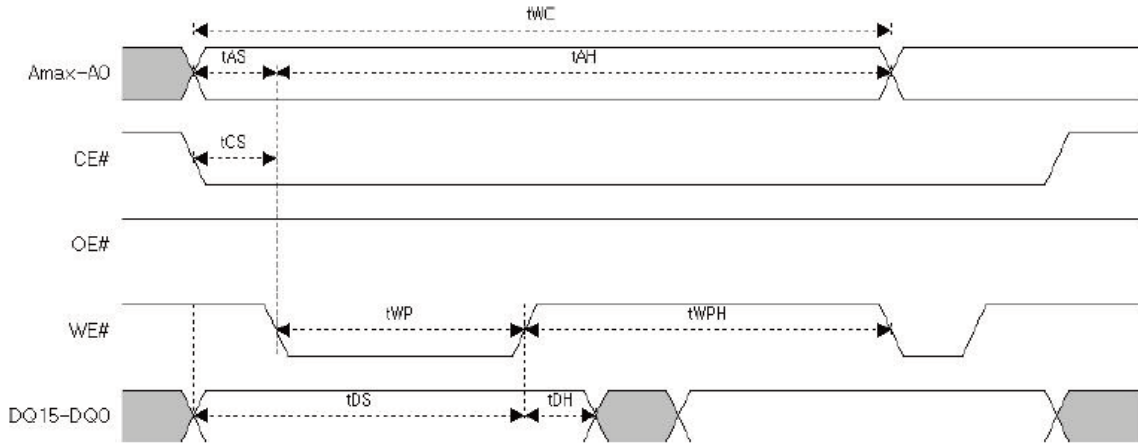 tWC
Amax-A0
tAS
tAH
CE#
tCS
OE#
WE#
tWP
tWPH
DQ15-DQ0
tDS
tDH